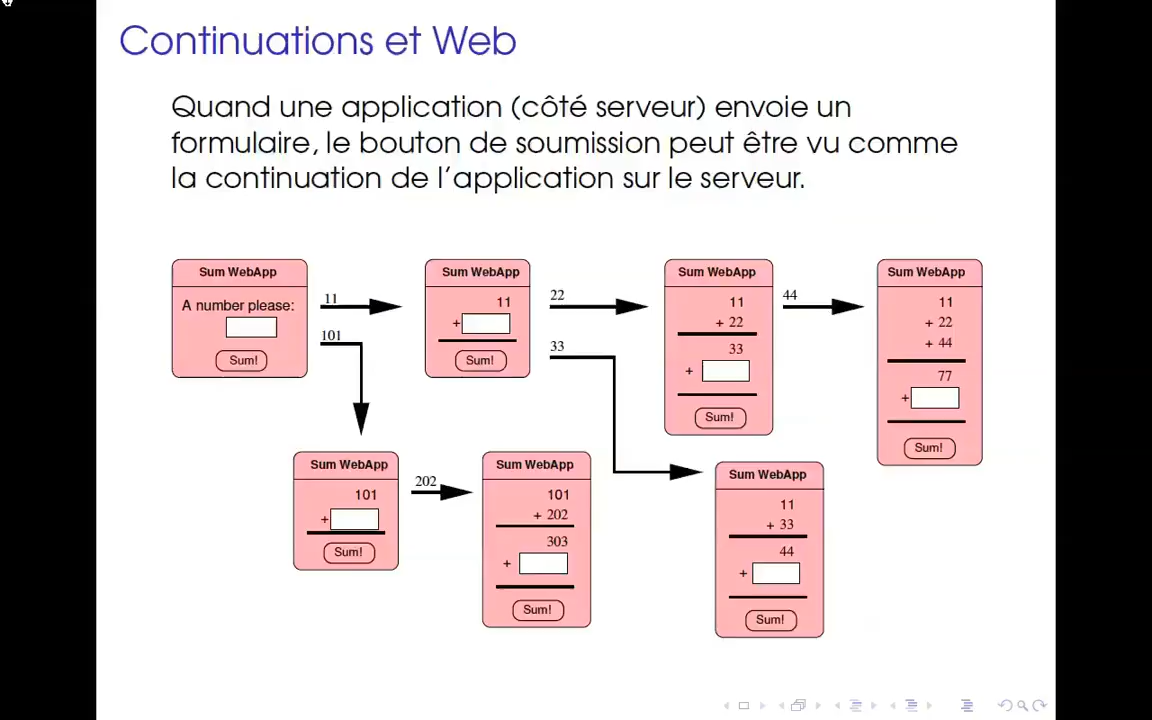 Continuations et Web
Quand une application (côté serveur) envoie un
formulaire, le bouton de soumission peut être vu comme
la continuation de l'application sur le serveur.
Sum WebApp
A number please:
Sum!
11
101
Sum WebApp
11
+
Sum!
22
33
Sum WebApp
11
+ 22
33
+
Sum!
44
Sum WebApp
11
+ 22
+ 44
77
+
Sum!
Sum WebApp
101
+
Sum!
202
Sum WebApp
101
+ 202
303
+
Sum!
Sum WebApp
11
+ 33
44
+
Sum!